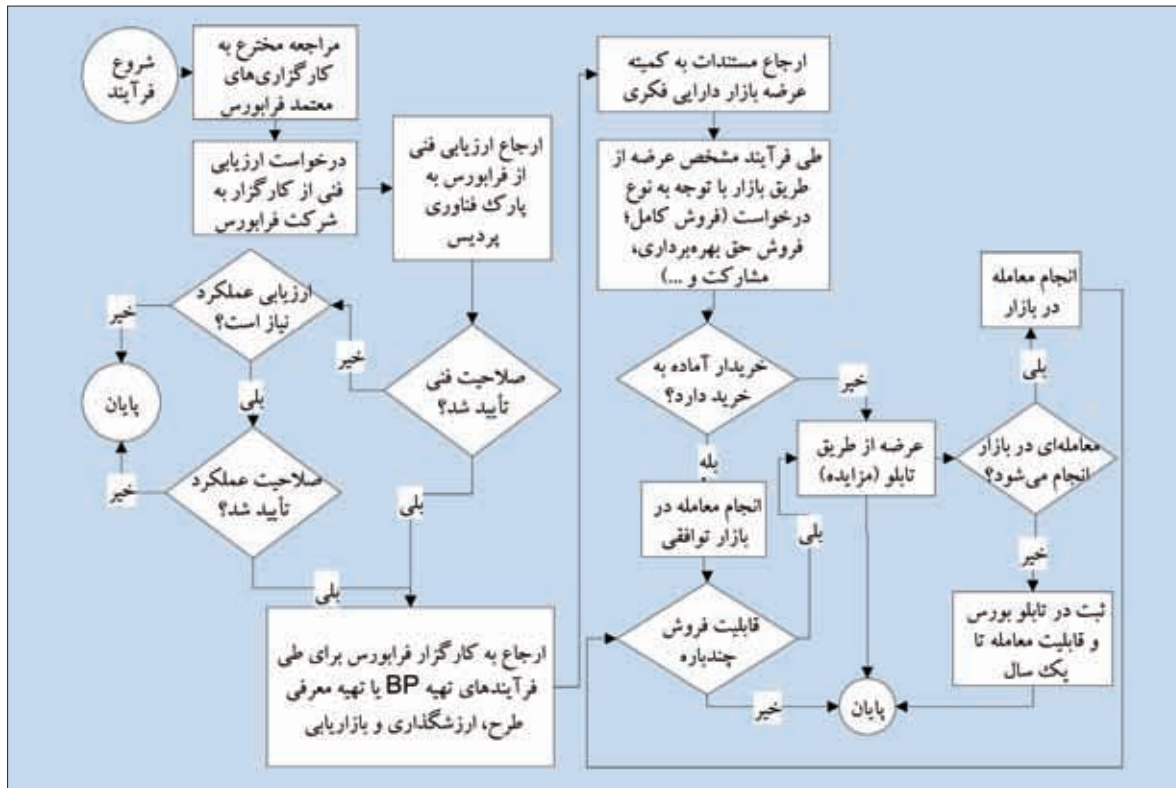 شروع
فرآیند
مراجعه مخترع به
کارگزاری‌های
معتمد فرابورس
درخواست ارزیابی
فنی از کارگزار به
شرکت فرابورس
ارجاع ارزیابی فنی
از فرابورس به
پارک فناوری
پردیس
صلاحیت فنی
تأیید شد؟
خیر
بلی
ارزیابی عملکرد
نیاز است؟
خیر
بلی
پایان
صلاحیت عملکرد
تأیید شد؟
خیر
بلی
ارجاع به کارگزار فرابورس برای طی
فرآیندهای تهیه BP یا تهیه معرفی
طرح، ارزشگذاری و بازاریابی
ارجاع مستندات به کمیته
عرضه بازار دارایی فکری
طی فرآیند مشخص عرضه از
طریق بازار با توجه به نوع
درخواست (فروش کامل؛
فروش حق بهره‌برداری،
مشارکت و ...)
خریدار آماده به
خرید دارد؟
خیر
بله
انجام معامله در
بازار توافقی
قابلیت فروش
چندباره
بلی
خیر
عرضه از طریق
تابلو (مزایده)
معامله‌ای در بازار
انجام می‌شود؟
بلی
انجام معامله
در بازار
خیر
ثبت در تابلو بورس
و قابلیت معامله تا
یک سال
پایان